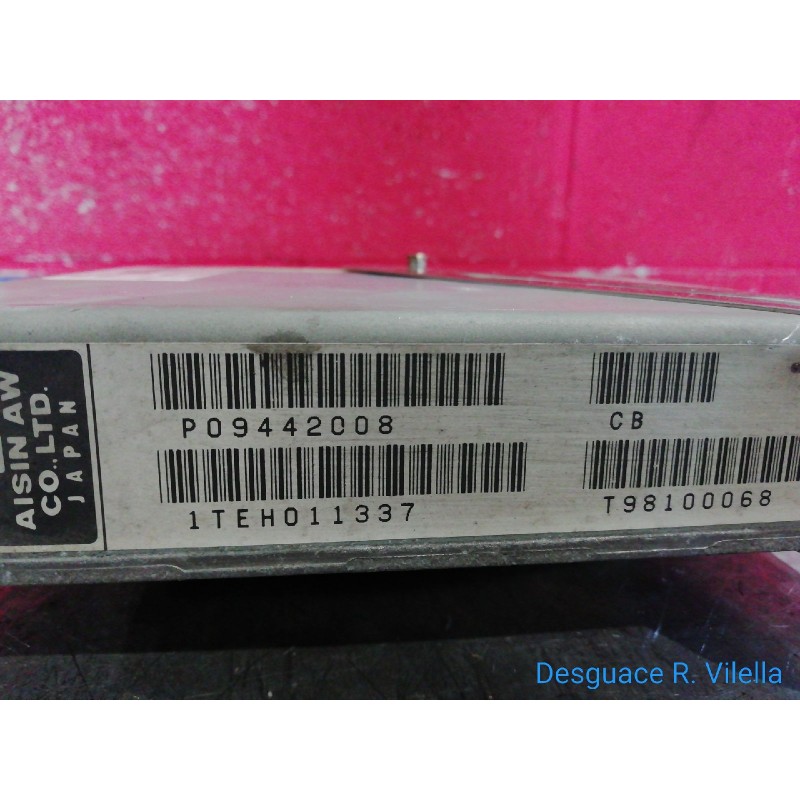 AISIN AW
CO.,LTD.
JAPAN
P09442008
CB
1TEH011337
T98100068
Desguace R. Vilella